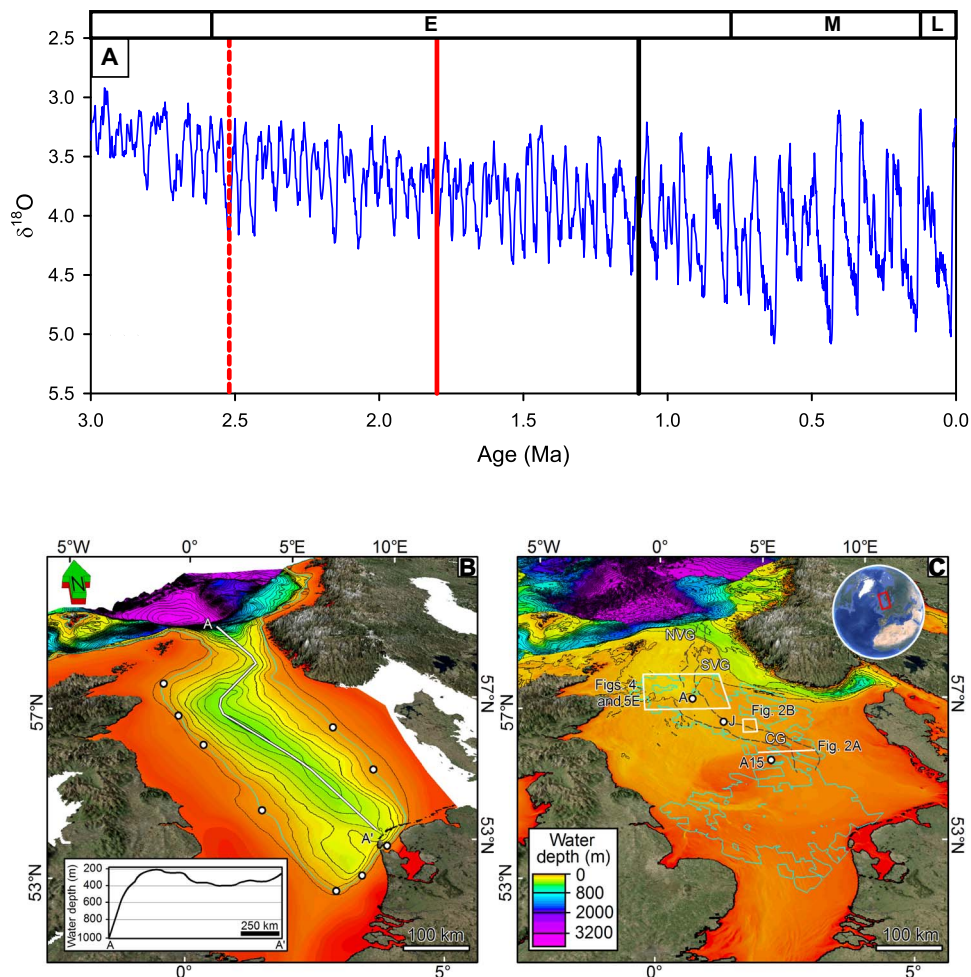 E M L
A
2.5
3.0
3.5
4.0
4.5
5.0
5.5
δ18O
3.0 2.5 2.0 1.5 1.0 0.5 0.0
Age (Ma)
5°W 0° 5°E 10°E
B
N
A
57°N
57°N
A'
53°N
53°N
Water depth (m)
200
400
600
800
1000
250 km
A A'
100 km
0° 5°
5°W 0° 5°E 10°E
C
NVG
SVG
Figs. 4
and 5E
A
57°N
57°N
J
Fig. 2B
CG
Fig. 2A
A15
53°N
53°N
Water
depth (m)
0
800
2000
3200
100 km
0° 5°